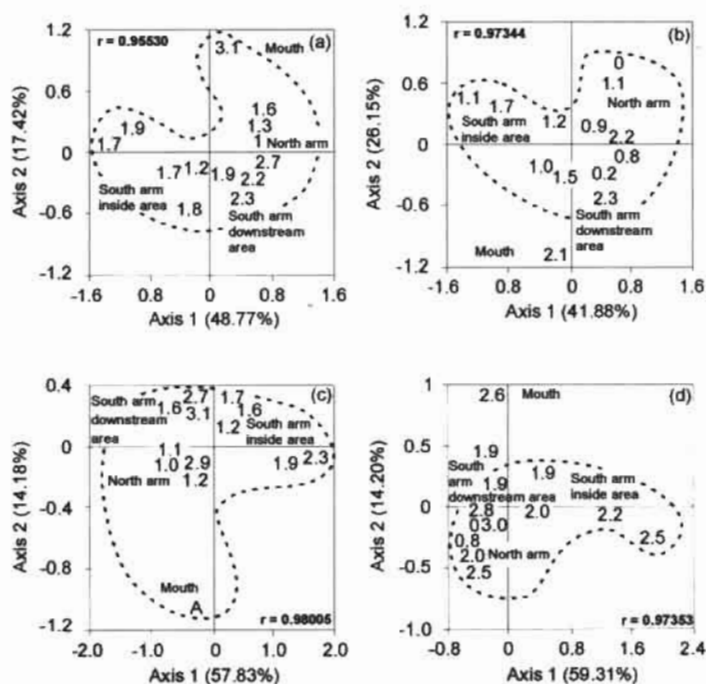 1.2
r = 0.95530
Mouth
(a)
3.1
0.6
1.6
1.3
1
North arm
1.9
1.7
0
1.7 1.2 1.9 2.7
2.2
2.3
South arm
inside area
1.8
South arm
downstream
area
-0.6
-1.2
-1.6 0.8 0 0.8 1.6
Axis 1 (48.77%)
Axis 2 (17.42%)
1.2
r = 0.97344
(b)
0
1.1
North arm
0.6
1.1
1.7
South arm
inside area
1.2 0.9
2.2
0
0.8
1.0
1.5 0.2
2.3
-0.6
South arm
downstream
area
Mouth
2.1
-1.2
-1.6 -0.8 0 0.8 1.6
Axis 1 (41.88%)
Axis 2 (26.15%)
0.4
(c)
South arm
downstream
area
1.6
2.7
3.1
1.7
1.6
1.2
South arm
inside area
0
1.1
1.0 2.9
1.2
1.9 2.3
North arm
-0.4
-0.8
Mouth
A
-1.2
r = 0.98005
-2.0 -1.0 0 1.0 2.0
Axis 1 (57.83%)
Axis 2 (14.18%)
1
2.6
Mouth
(d)
0.5
1.9
South
arm
downstream area
1.9
1.9
South arm
inside area
0
2.8
3.0
2.0
2.2
0.8
2.0
North arm
2.5
2.5
-0.5
-1.0
r = 0.97353
-0.8 0 0.8 1.6 2.4
Axis 1 (59.31%)
Axis 2 (14.20%)